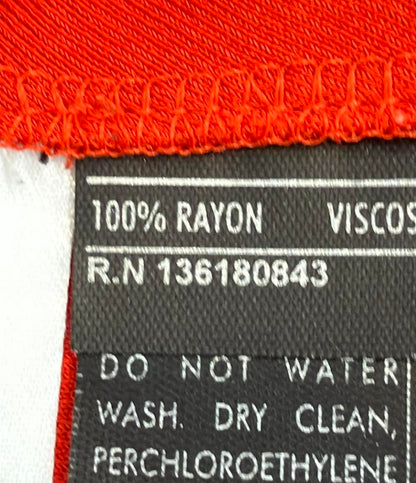 100% RAYON VISCOS
R.N 136180843
DO NOT WATER
WASH. DRY CLEAN,
PERCHLOROETHYLENE